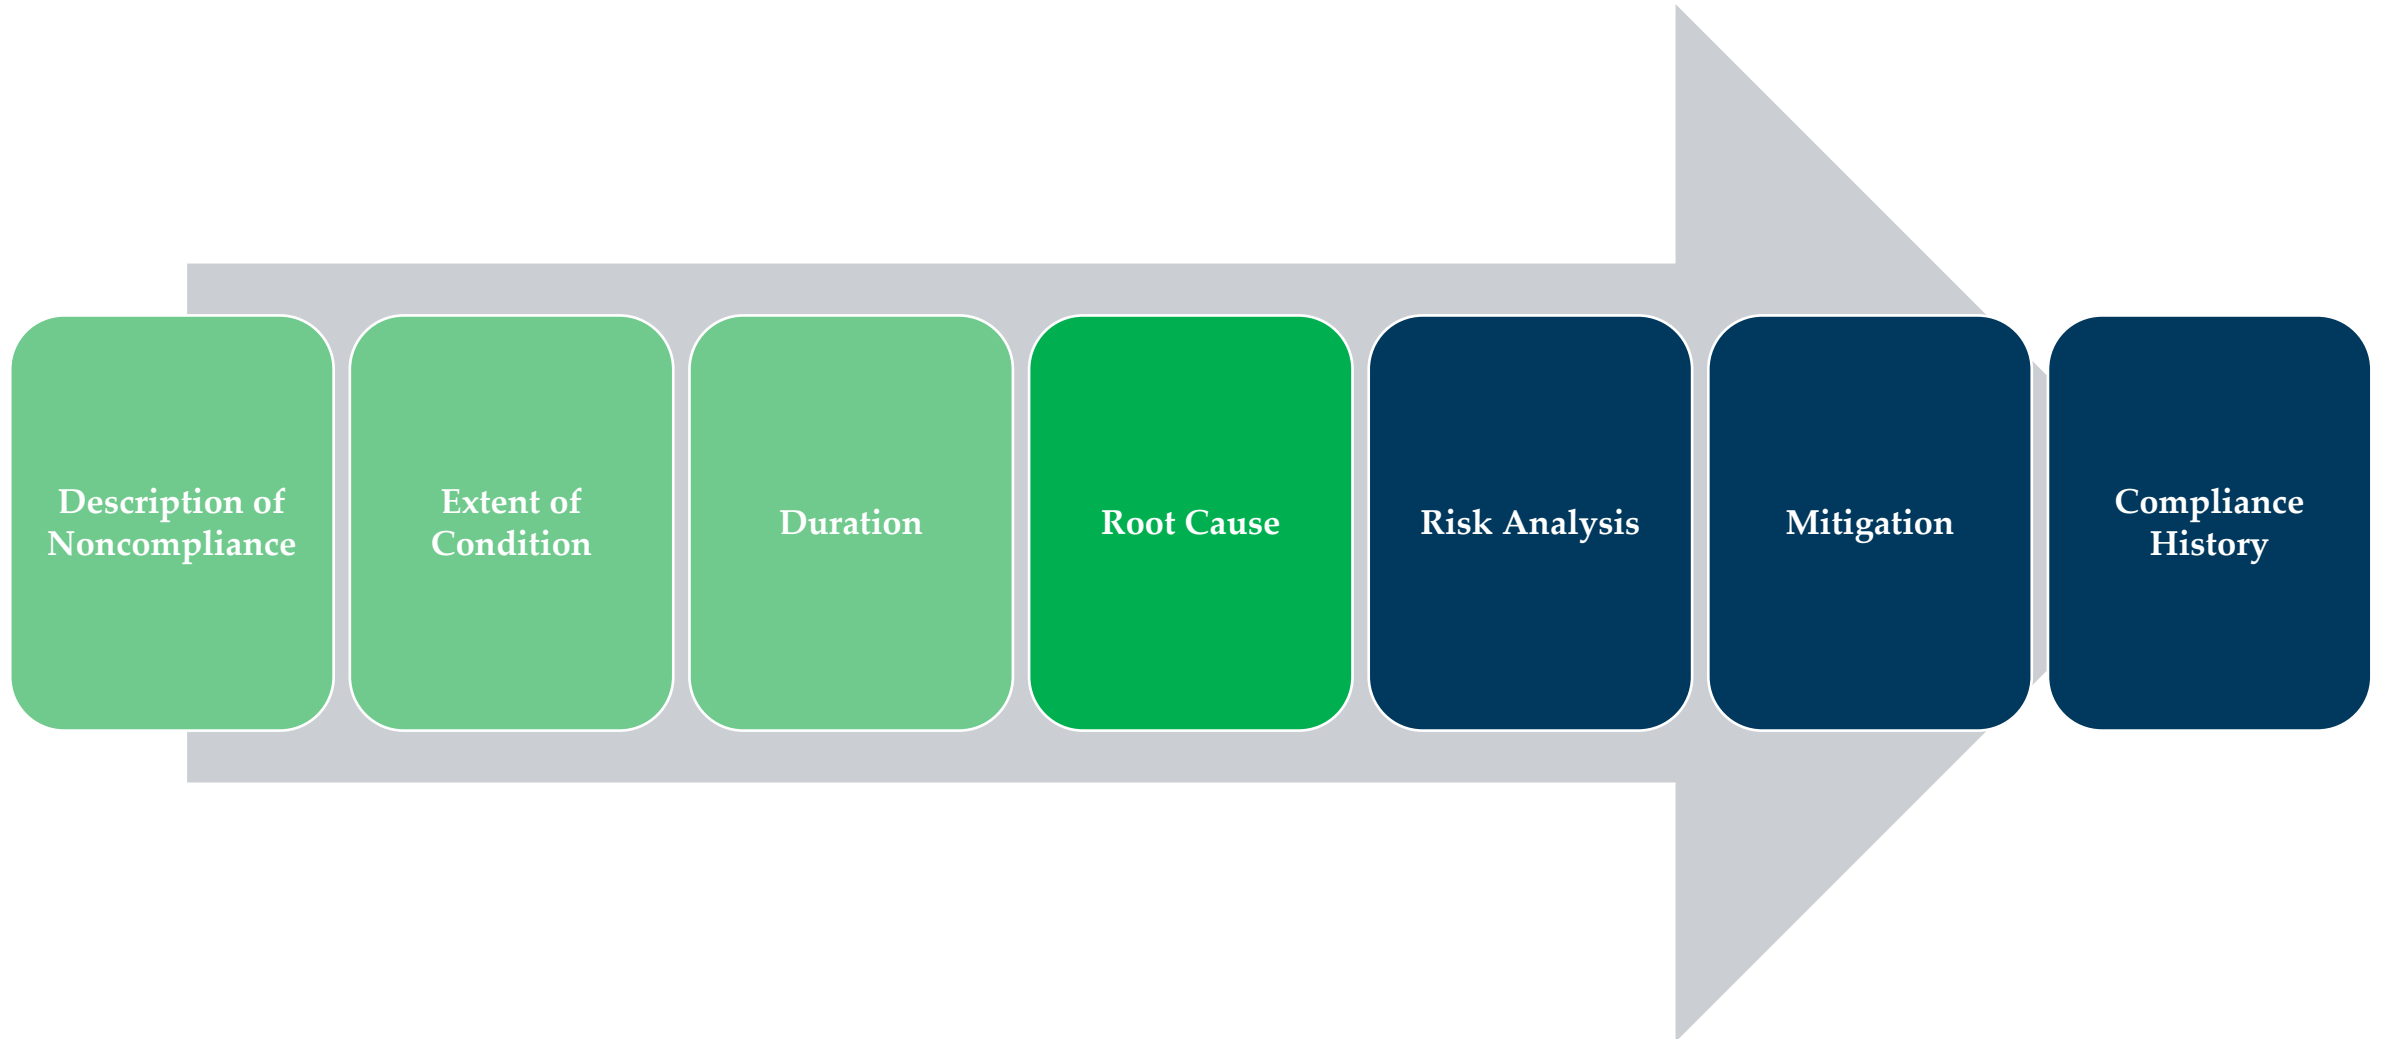 Description of
Noncompliance
Extent of
Condition
Duration
Root Cause
Risk Analysis
Mitigation
Compliance
History